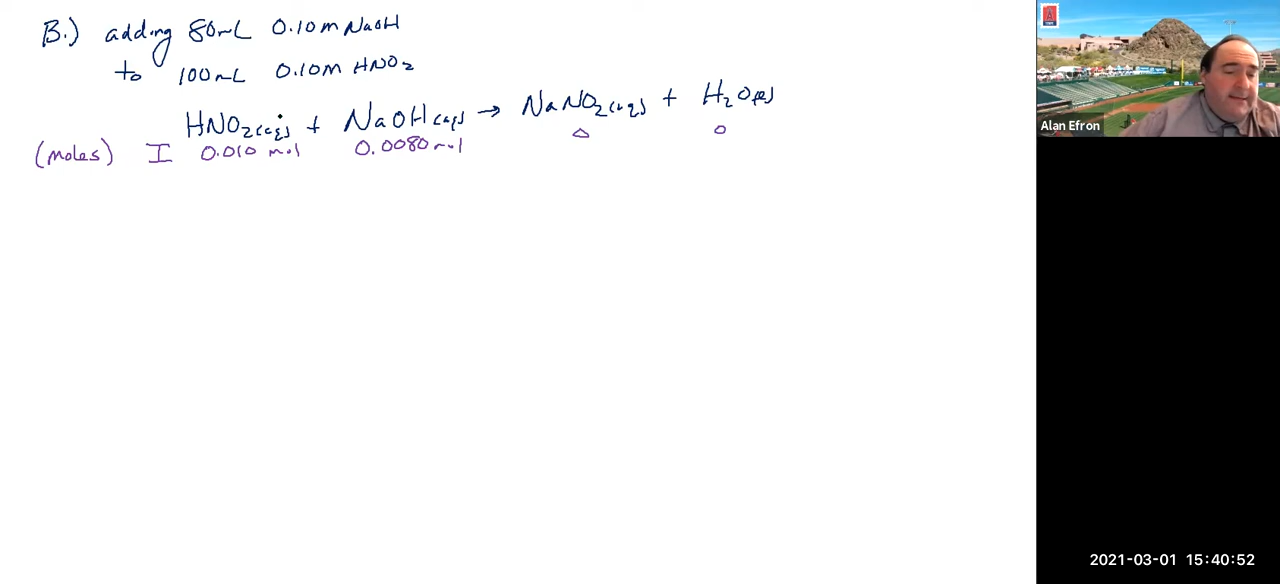 B.) adding 80mL 0.10m NaOH
to 100mL 0.10M HNO2
HNO2(aq) + NaOH(aq) → NaNO2(aq) + H2O(l)
(moles) I 0.010 mol 0.0080 mol 0 0
A
Alan Efron
2021-03-01 15:40:52